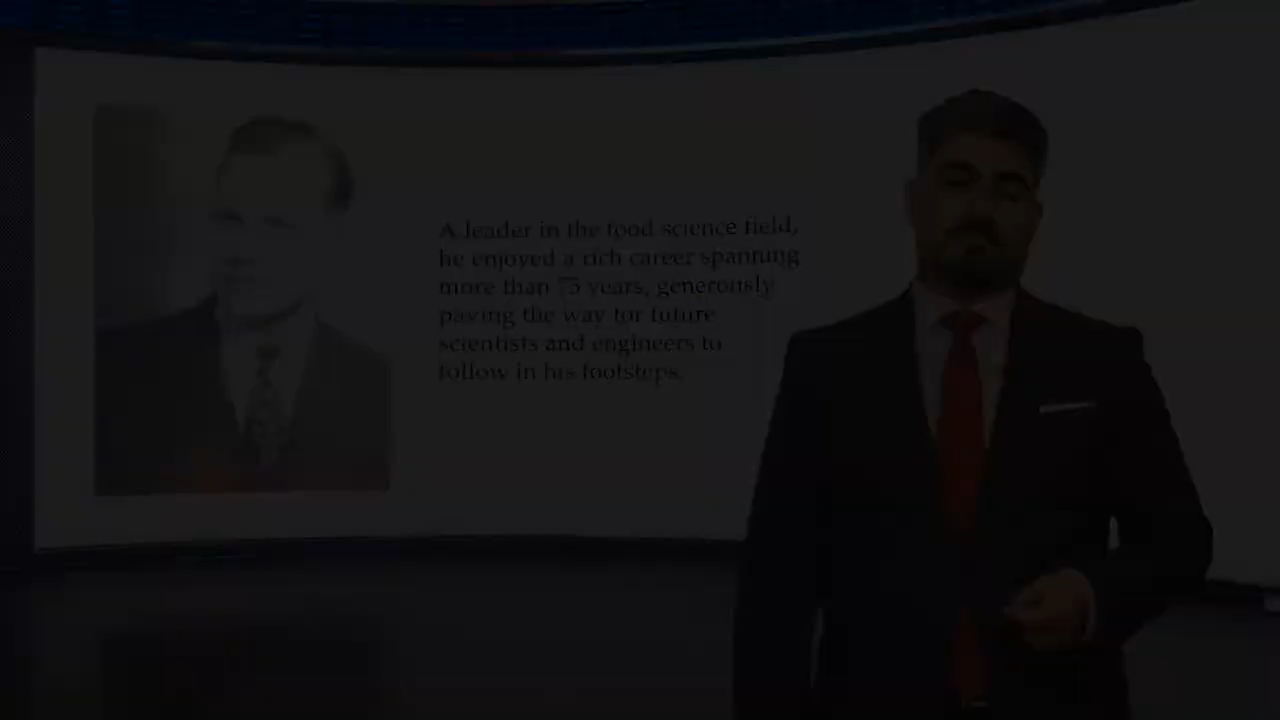 A leader in the food science field,
he enjoyed a rich career spanning
more than 75 years, generously
paving the way for future
scientists and engineers to
follow in his footsteps.